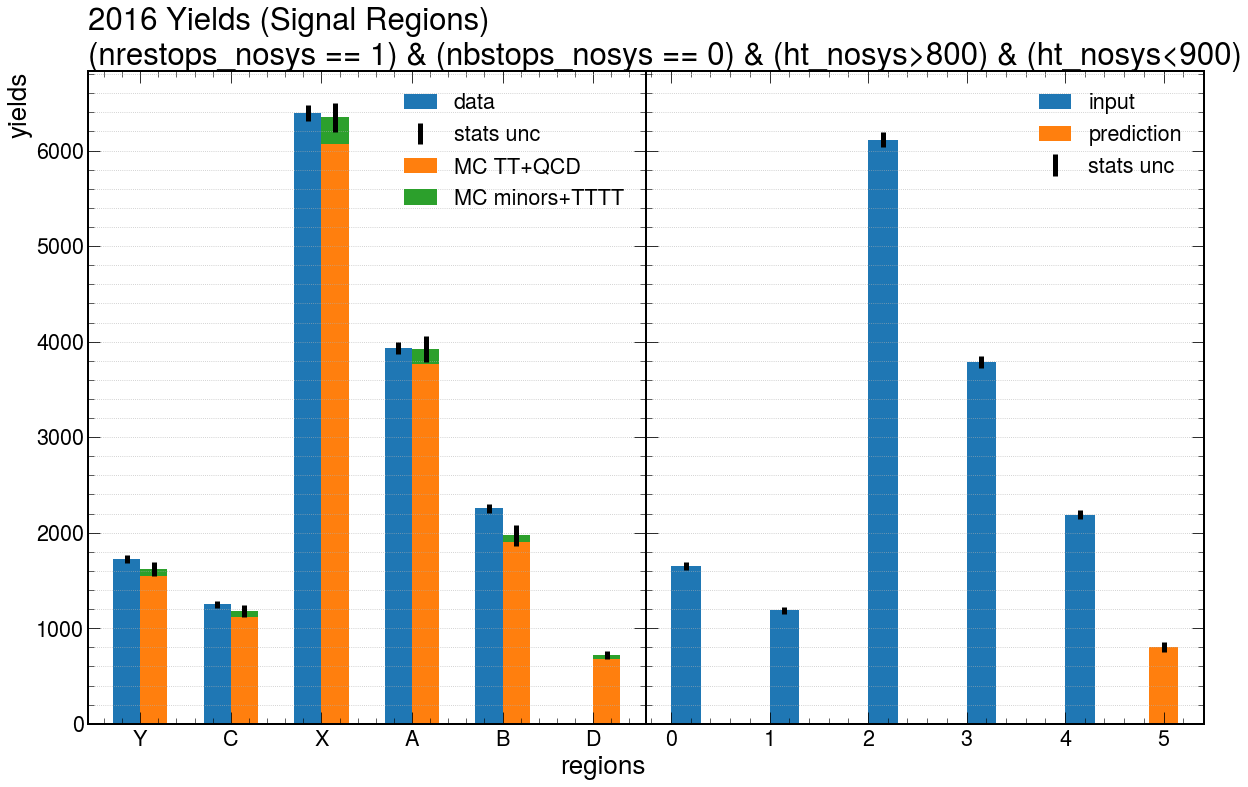 2016 Yields (Signal Regions)
(nrestops_nosys == 1) & (nbstops_nosys == 0) & (ht_nosys>800) & (ht_nosys<900)
yields
data
stats unc
MC TT+QCD
MC minors+TTTT
input
prediction
stats unc
6000
5000
4000
3000
2000
1000
0
Y C X A B D 0 1 2 3 4 5
regions